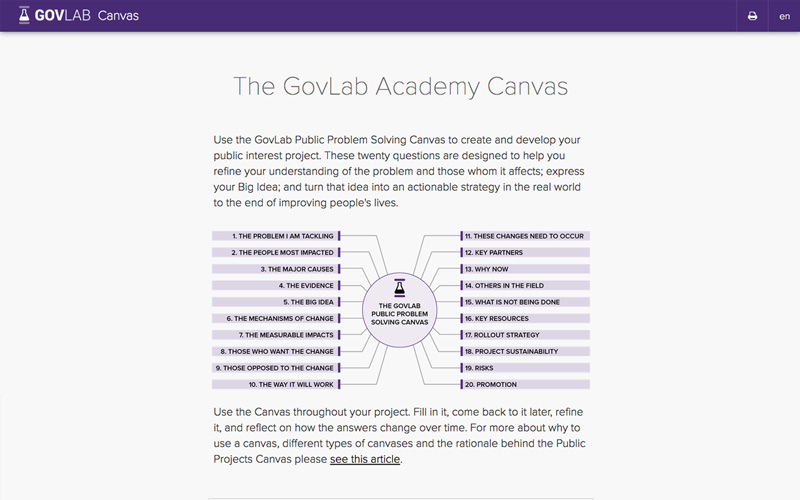 GOVLAB Canvas
en
The GovLab Academy Canvas
Use the GovLab Public Problem Solving Canvas to create and develop your
public interest project. These twenty questions are designed to help you
refine your understanding of the problem and those whom it affects; express
your Big Idea; and turn that idea into an actionable strategy in the real world
to the end of improving people's lives.
1. THE PROBLEM I AM TACKLING
2. THE PEOPLE MOST IMPACTED
3. THE MAJOR CAUSES
4. THE EVIDENCE
5. THE BIG IDEA
6. THE MECHANISMS OF CHANGE
7. THE MEASURABLE IMPACTS
8. THOSE WHO WANT THE CHANGE
9. THOSE OPPOSED TO THE CHANGE
10. THE WAY IT WILL WORK
THE GOVLAB
PUBLIC PROBLEM
SOLVING CANVAS
11. THESE CHANGES NEED TO OCCUR
12. KEY PARTNERS
13. WHY NOW
14. OTHERS IN THE FIELD
15. WHAT IS NOT BEING DONE
16. KEY RESOURCES
17. ROLLOUT STRATEGY
18. PROJECT SUSTAINABILITY
19. RISKS
20. PROMOTION
Use the Canvas throughout your project. Fill in it, come back to it later, refine
it, and reflect on how the answers change over time. For more about why to
use a canvas, different types of canvases and the rationale behind the Public
Projects Canvas please see this article.